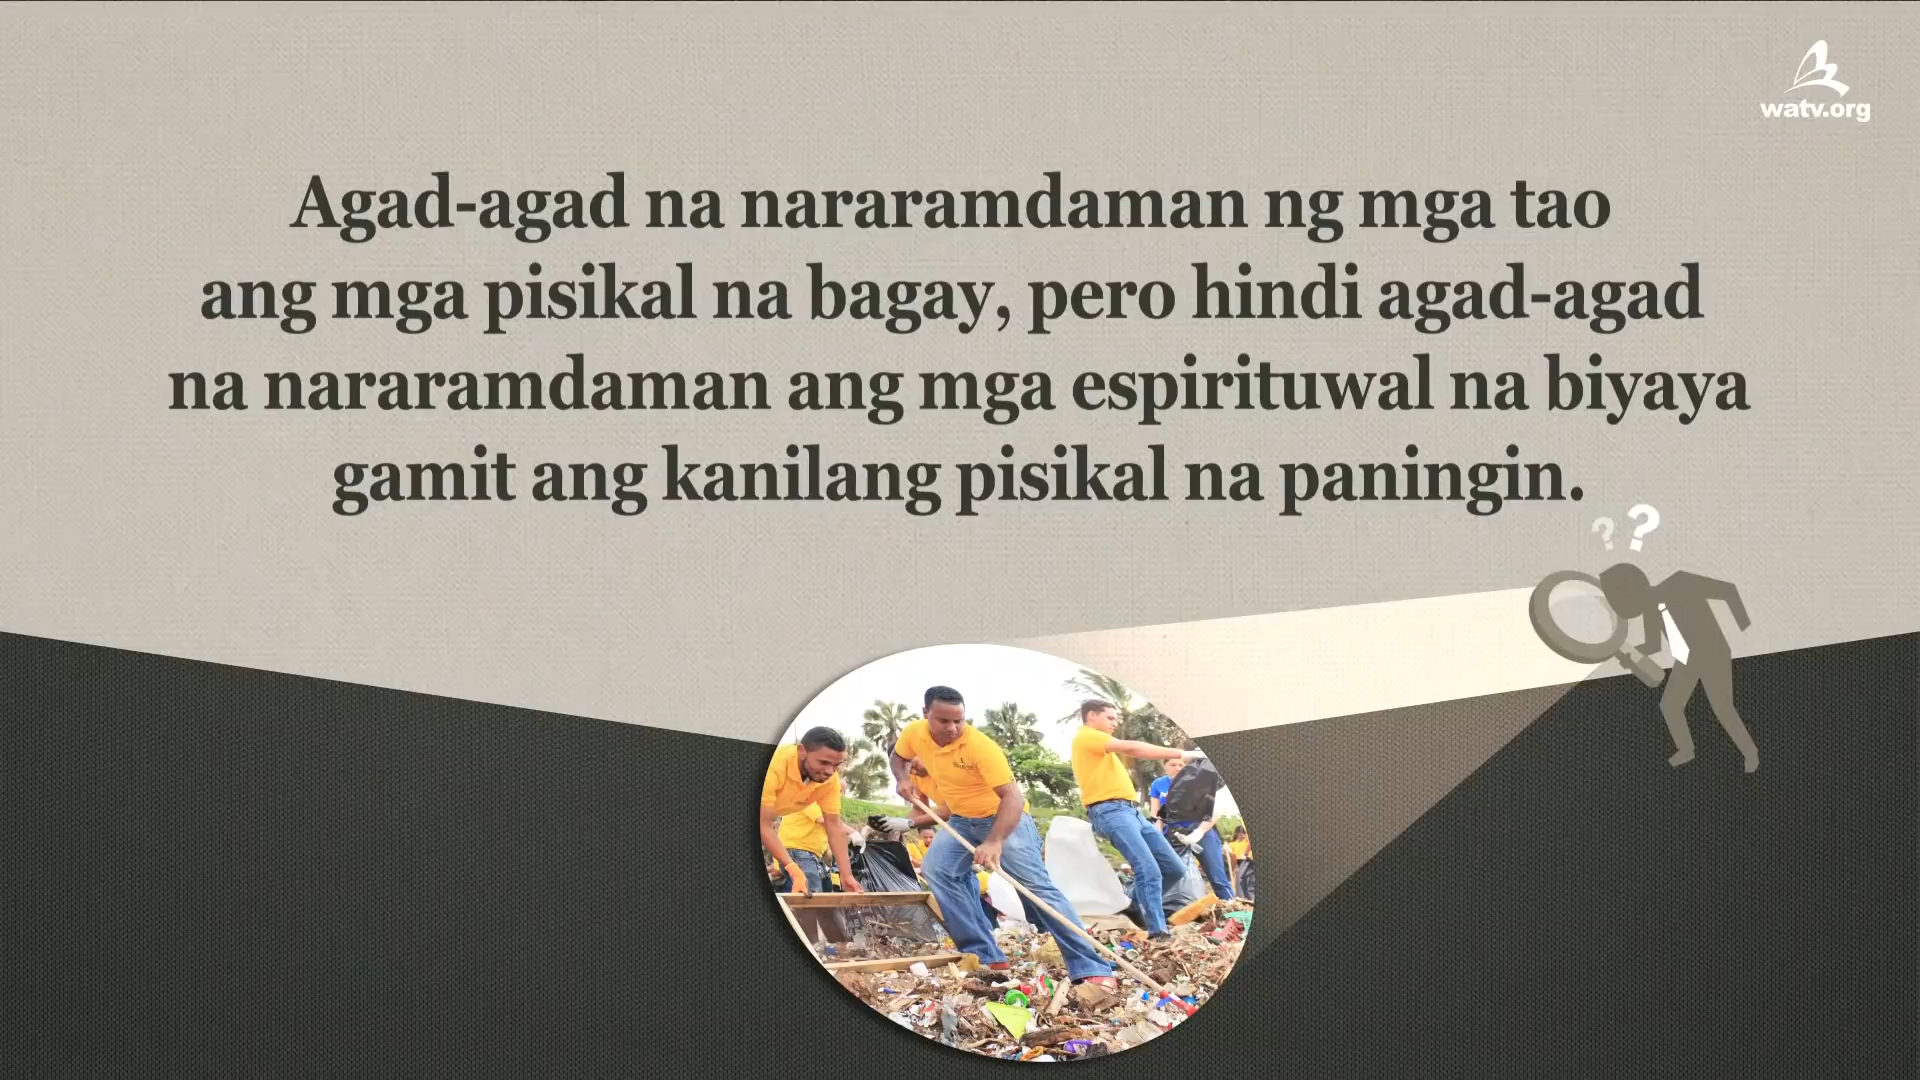 watv.org
Agad-agad na nararamdaman ng mga tao
ang mga pisikal na bagay, pero hindi agad-agad
na nararamdaman ang mga espirituwal na biyaya
gamit ang kanilang pisikal na paningin.
? ?